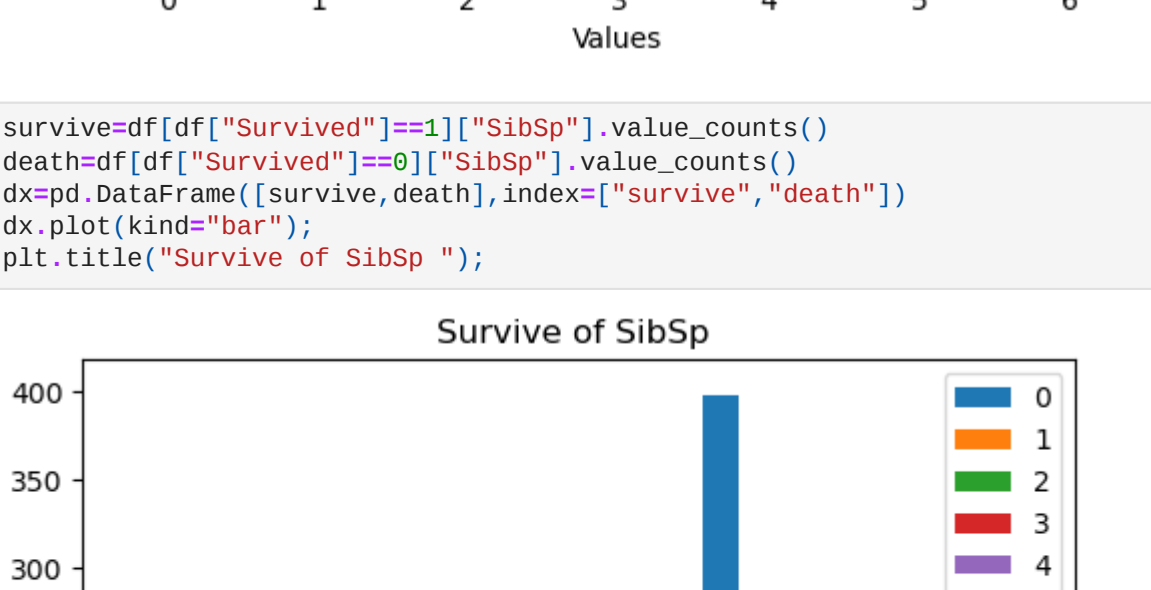 0 1 2 3 4 5 6
Values
survive=df[df["Survived"]==1]["SibSp"].value_counts()
death=df[df["Survived"]==0]["SibSp"].value_counts()
dx=pd.DataFrame([survive,death],index=["survive","death"])
dx.plot(kind="bar");
plt.title("Survive of SibSp ");
Survive of SibSp
400
350
300
0
1
2
3
4